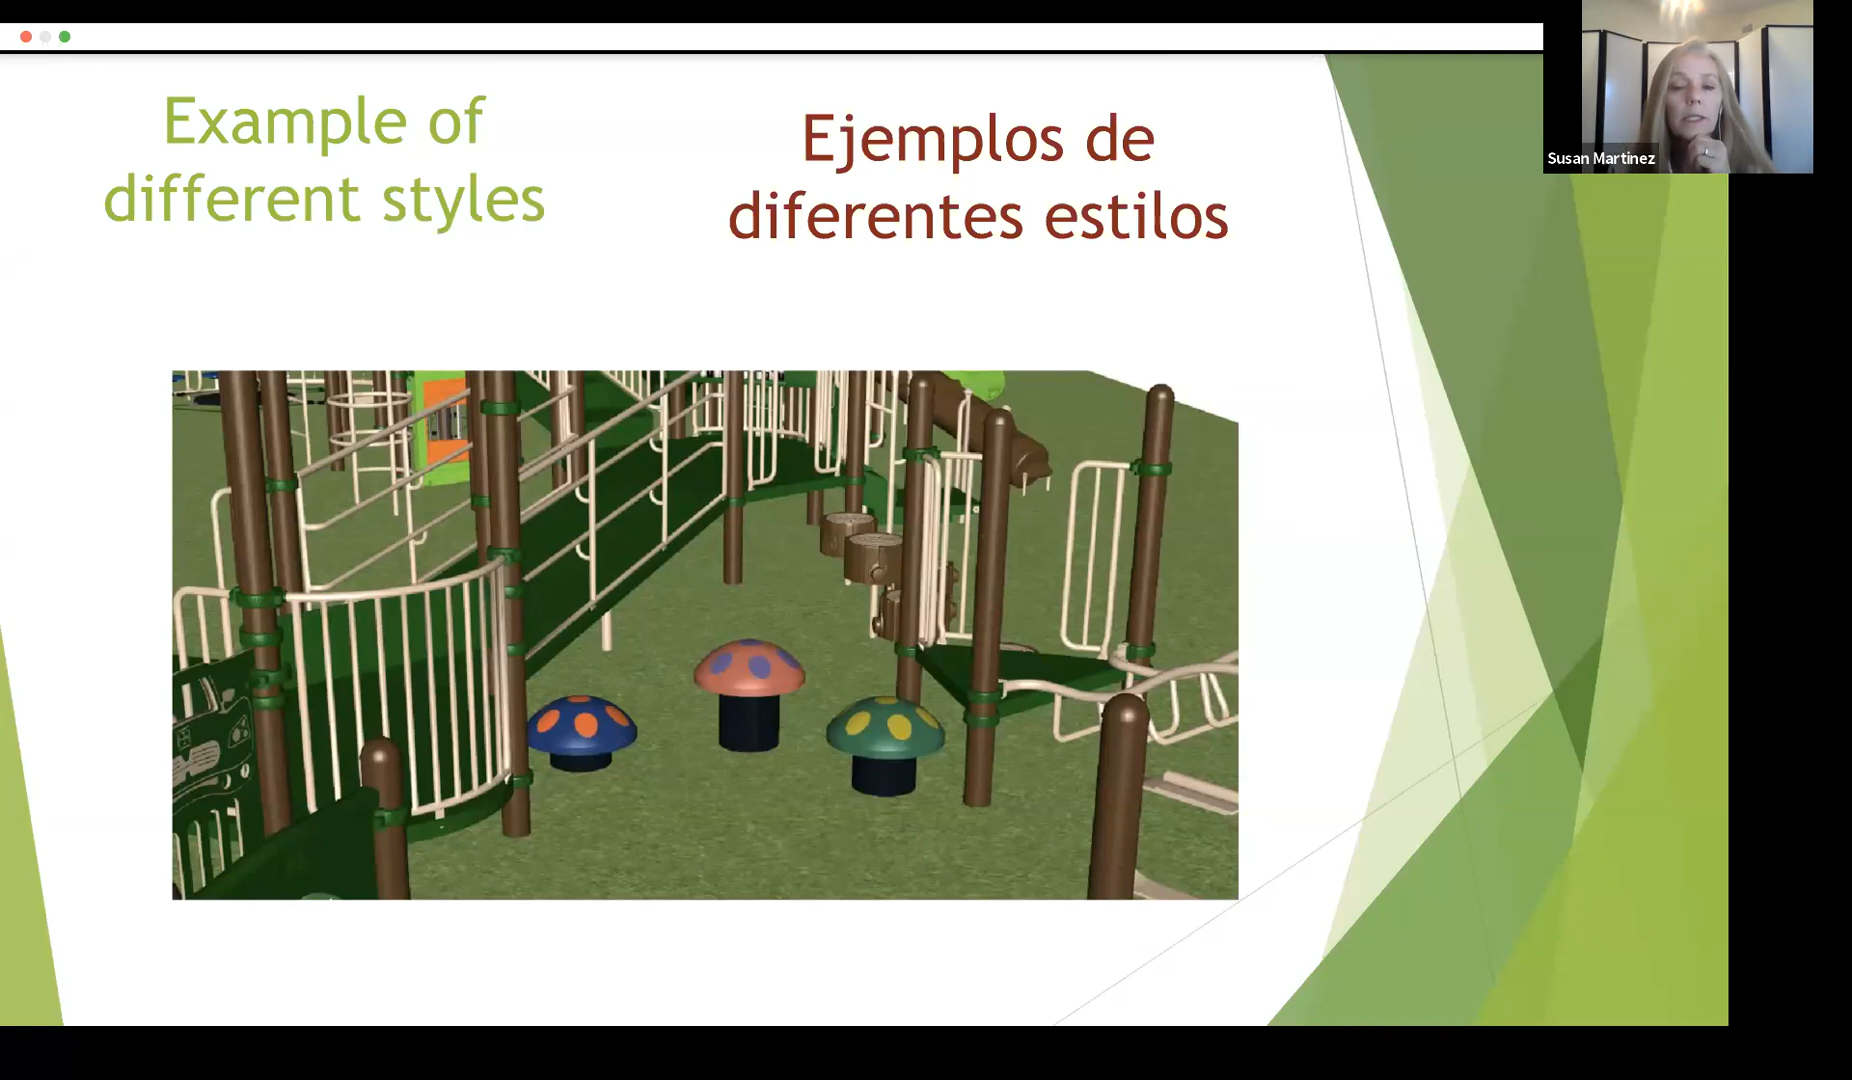 Example of
different styles
Ejemplos de
diferentes estilos
Susan Martinez